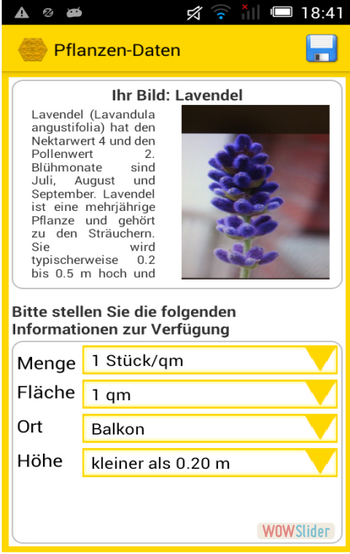 18:41
Pflanzen-Daten
Ihr Bild: Lavendel
Lavendel (Lavandula
angustifolia) hat den
Nektarwert 4 und den
Pollenwert 2.
Blühmonate sind
Juli, August und
September. Lavendel
ist eine mehrjährige
Pflanze und gehört
zu den Sträuchern.
Sie wird
typischerweise 0.2
bis 0.5 m hoch und
Bitte stellen Sie die folgenden
Informationen zur Verfügung
Menge 1 Stück/qm
Fläche 1 qm
Ort Balkon
Höhe kleiner als 0.20 m
WOWSlider